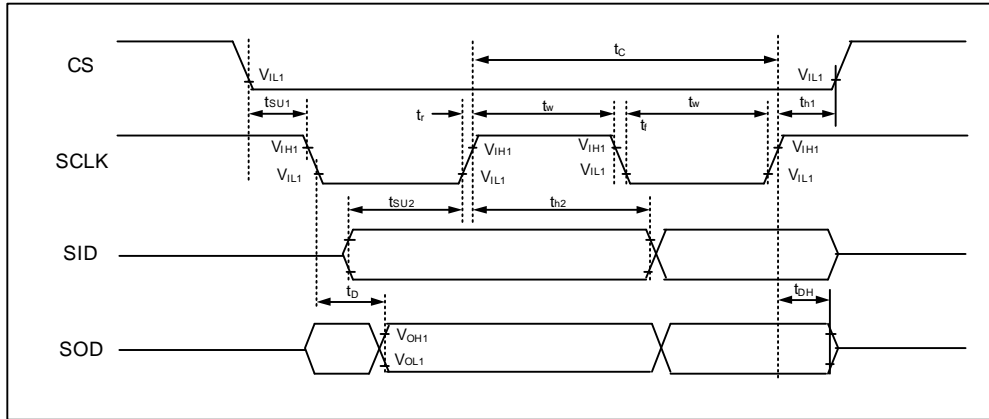 tC
CS
VIL1
VIL1
tSU1
tr
tw
tw
tf
th1
SCLK
VIH1
VIH1
VIH1
VIH1
VIL1
VIL1
VIL1
VIL1
tSU2
th2
SID
tD
tDH
SOD
VOH1
VOL1